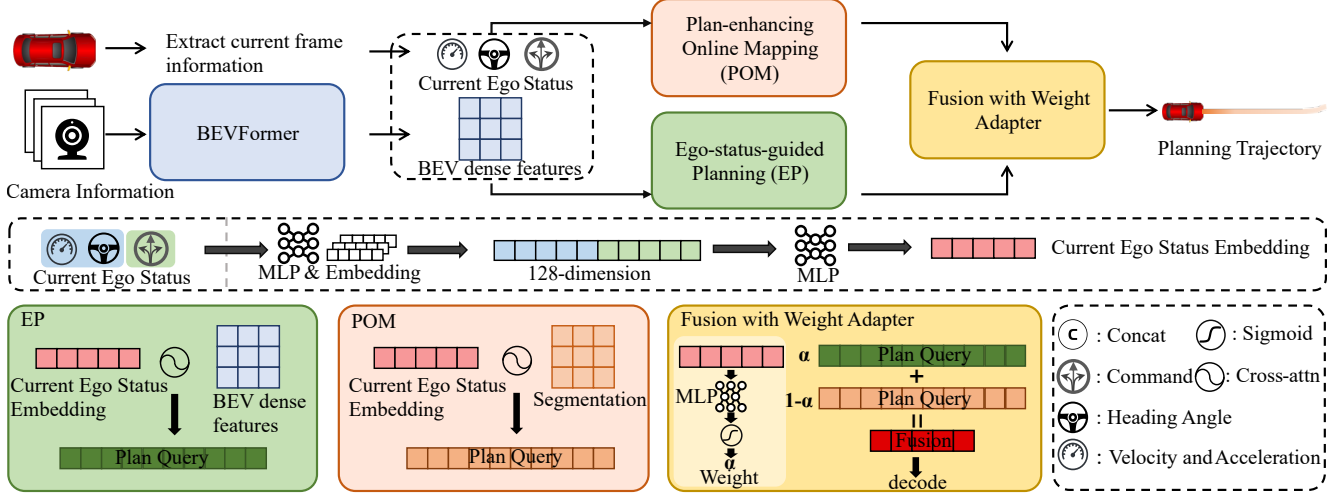 Extract current frame
information
Camera Information
BEVFormer
Current Ego Status
BEV dense features
Plan-enhancing
Online Mapping
(POM)
Ego-status-guided
Planning (EP)
Fusion with Weight
Adapter
Planning Trajectory
Current Ego Status
MLP & Embedding
128-dimension
MLP
Current Ego Status Embedding
EP
Current Ego Status
Embedding
BEV dense
features
Plan Query
POM
Current Ego Status
Embedding
Segmentation
Plan Query
Fusion with Weight Adapter
MLP
α
Weight
α
Plan Query
+
1-α
Plan Query
=
Fusion
decode
C : Concat
: Sigmoid
: Command
: Cross-attn
: Heading Angle
: Velocity and Acceleration